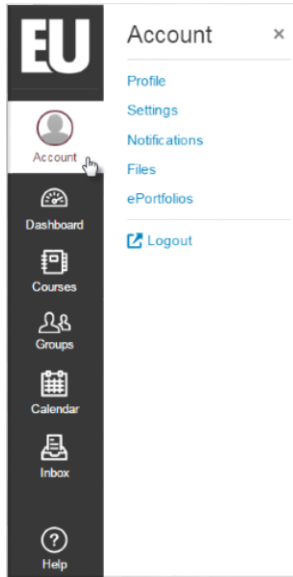 EU
Account
Dashboard
Courses
Groups
Calendar
Inbox
Help
Account ×
Profile
Settings
Notifications
Files
ePortfolios
Logout